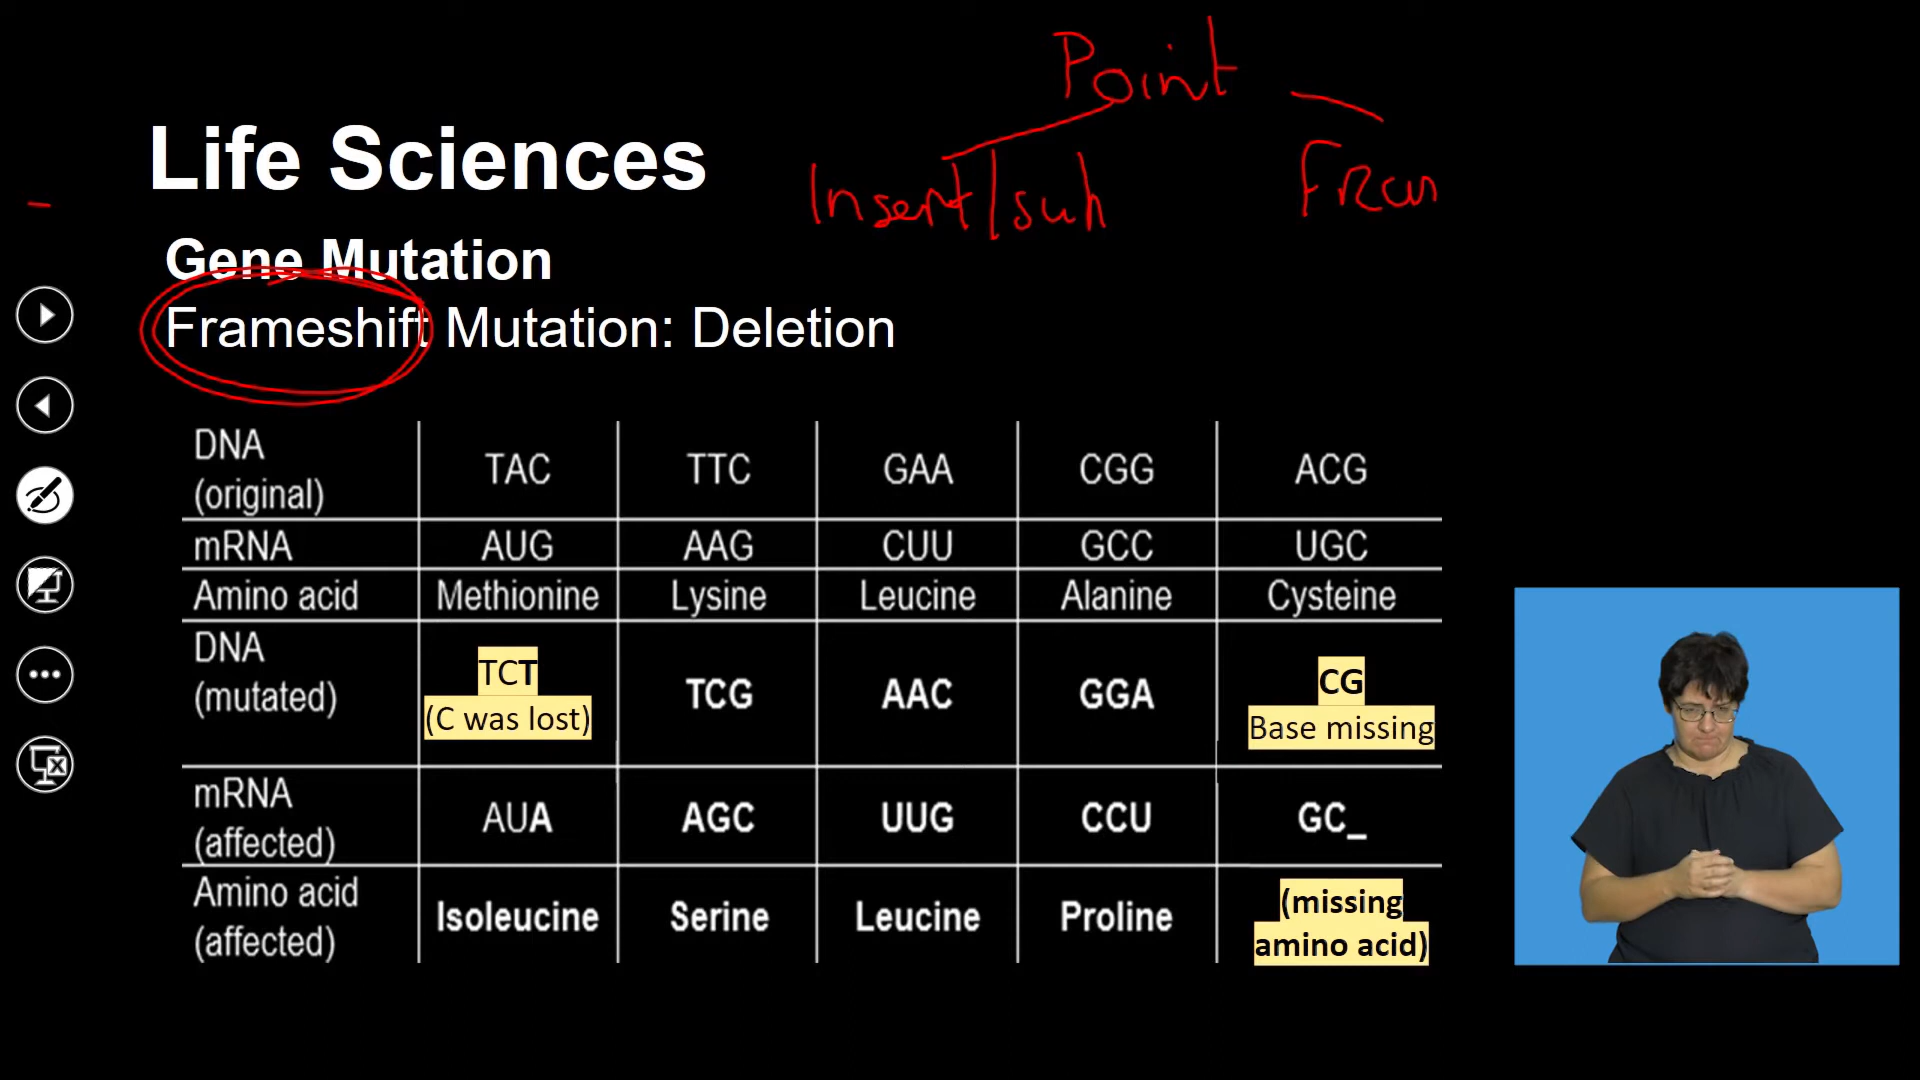 Point
Life Sciences
Insert/sub
Gene Mutation
Frameshift Mutation: Deletion
DNA (original) TAC TTC GAA CGG ACG
mRNA AUG AAG CUU GCC UGC
Amino acid Methionine Lysine Leucine Alanine Cysteine
DNA (mutated) TCT (C was lost) TCG AAC GGA CG Base missing
mRNA (affected) AUA AGC UUG CCU GC_
Amino acid (affected) Isoleucine Serine Leucine Proline (missing amino acid)